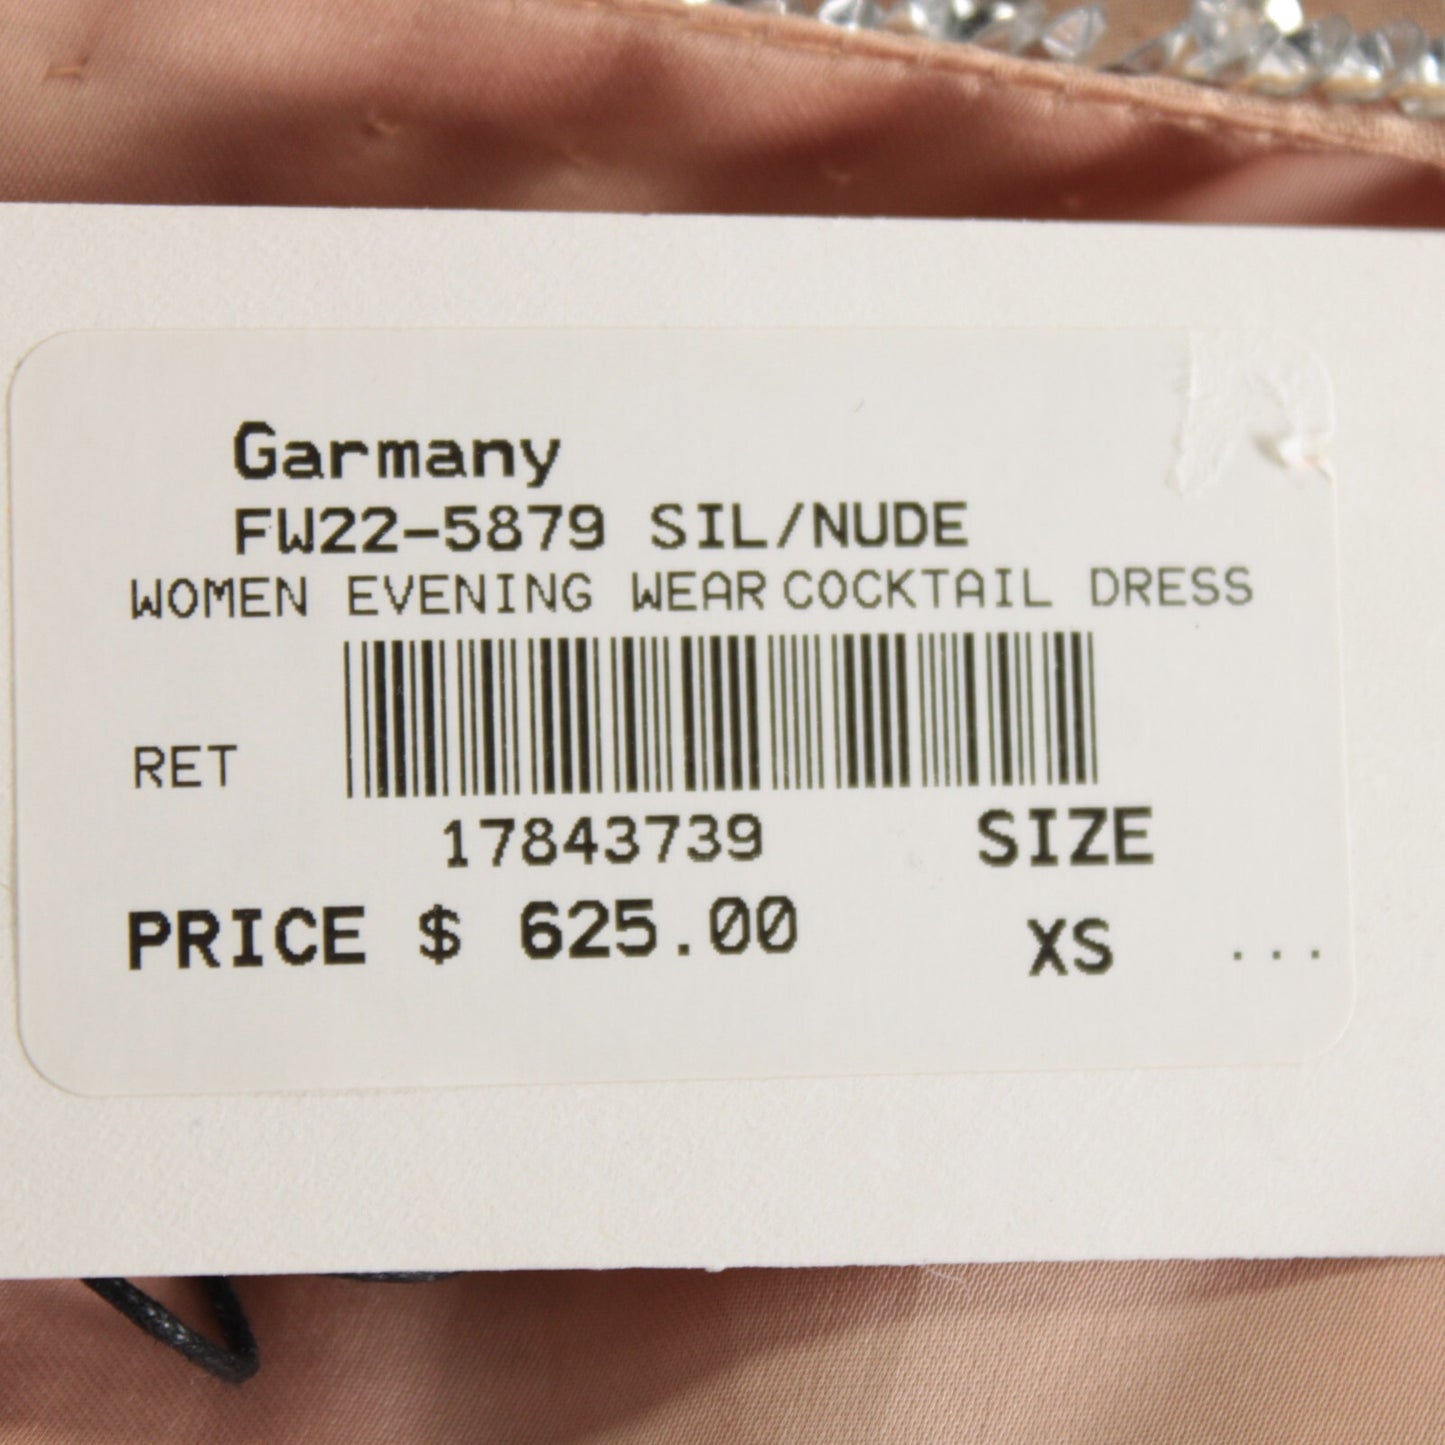 Garmany
FW22-5879 SIL/NUDE
WOMEN EVENING WEAR COCKTAIL DRESS
RET
17843739 SIZE
PRICE $ 625.00 XS ...